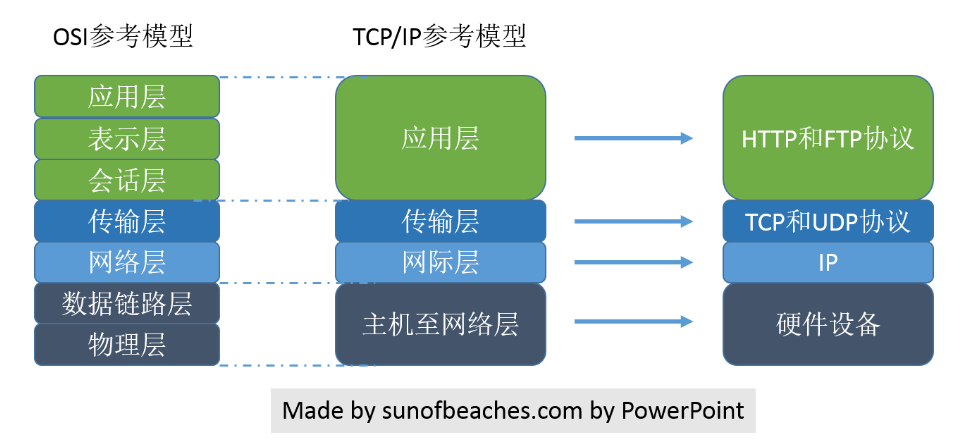 OSI参考模型
TCP/IP参考模型
应用层
表示层
会话层
传输层
网络层
数据链路层
物理层
应用层
传输层
网际层
主机至网络层
HTTP和FTP协议
TCP和UDP协议
IP
硬件设备
Made by sunofbeaches.com by PowerPoint